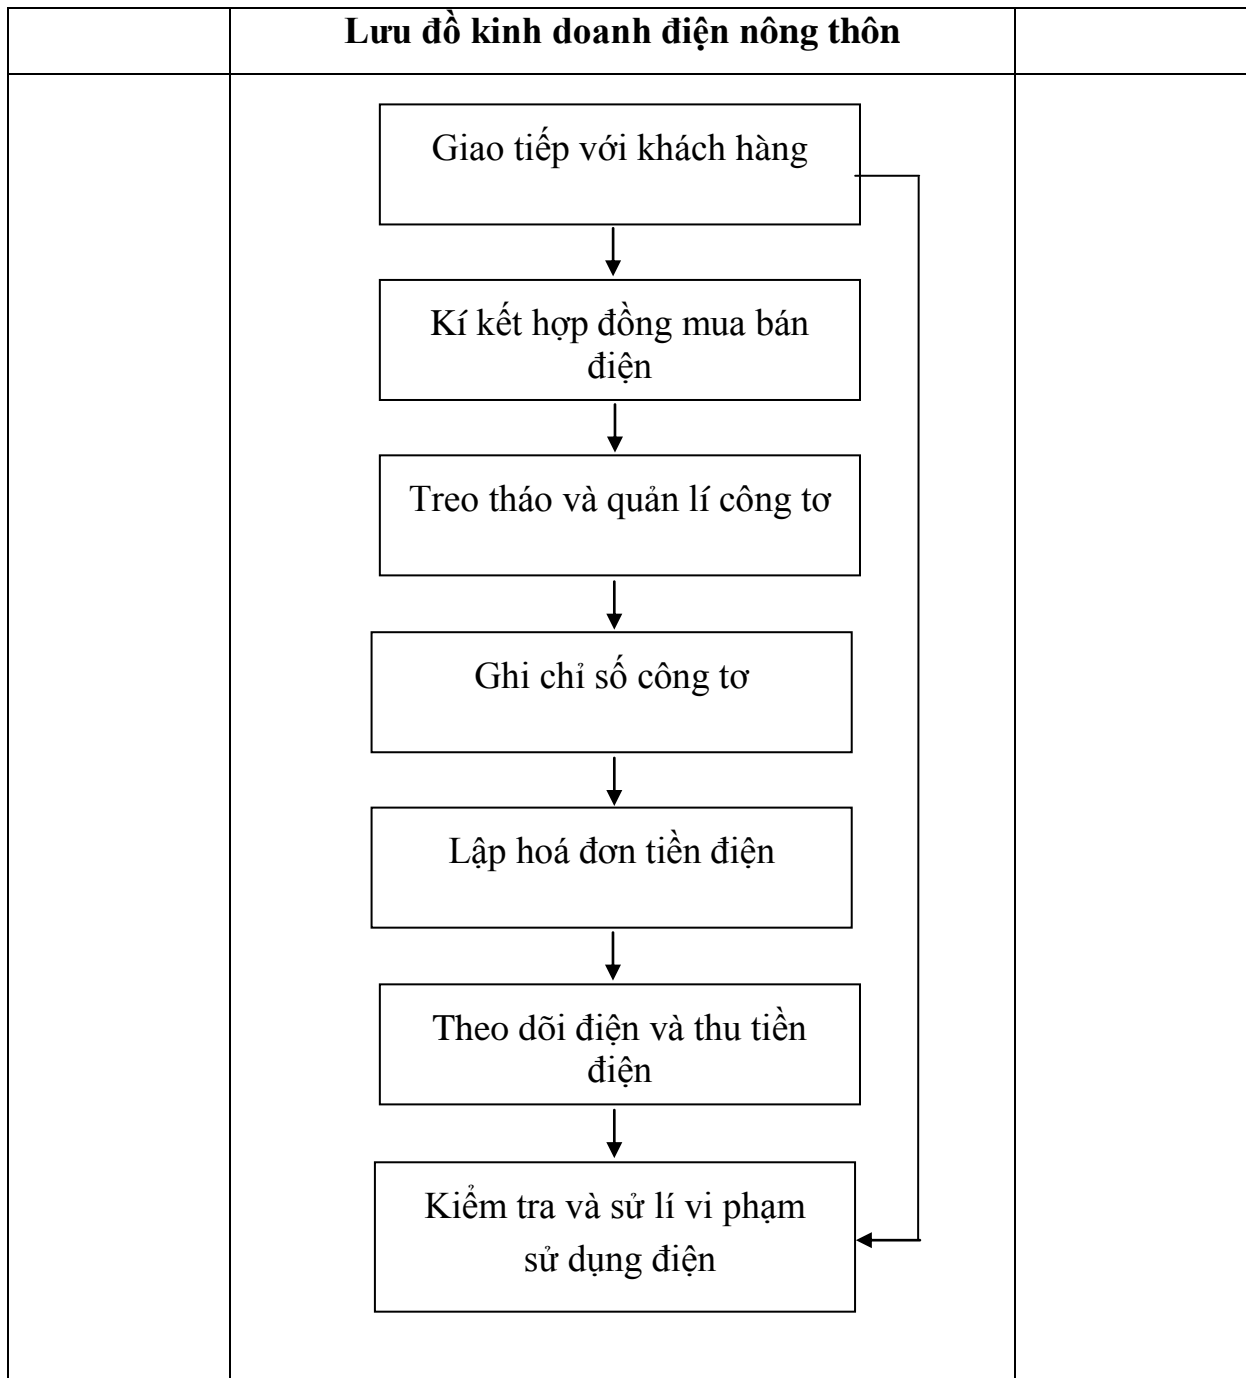 Lưu đồ kinh doanh điện nông thôn
Giao tiếp với khách hàng
Kí kết hợp đồng mua bán
điện
Treo tháo và quản lí công tơ
Ghi chỉ số công tơ
Lập hoá đơn tiền điện
Theo dõi điện và thu tiền
điện
Kiểm tra và sử lí vi phạm
sử dụng điện